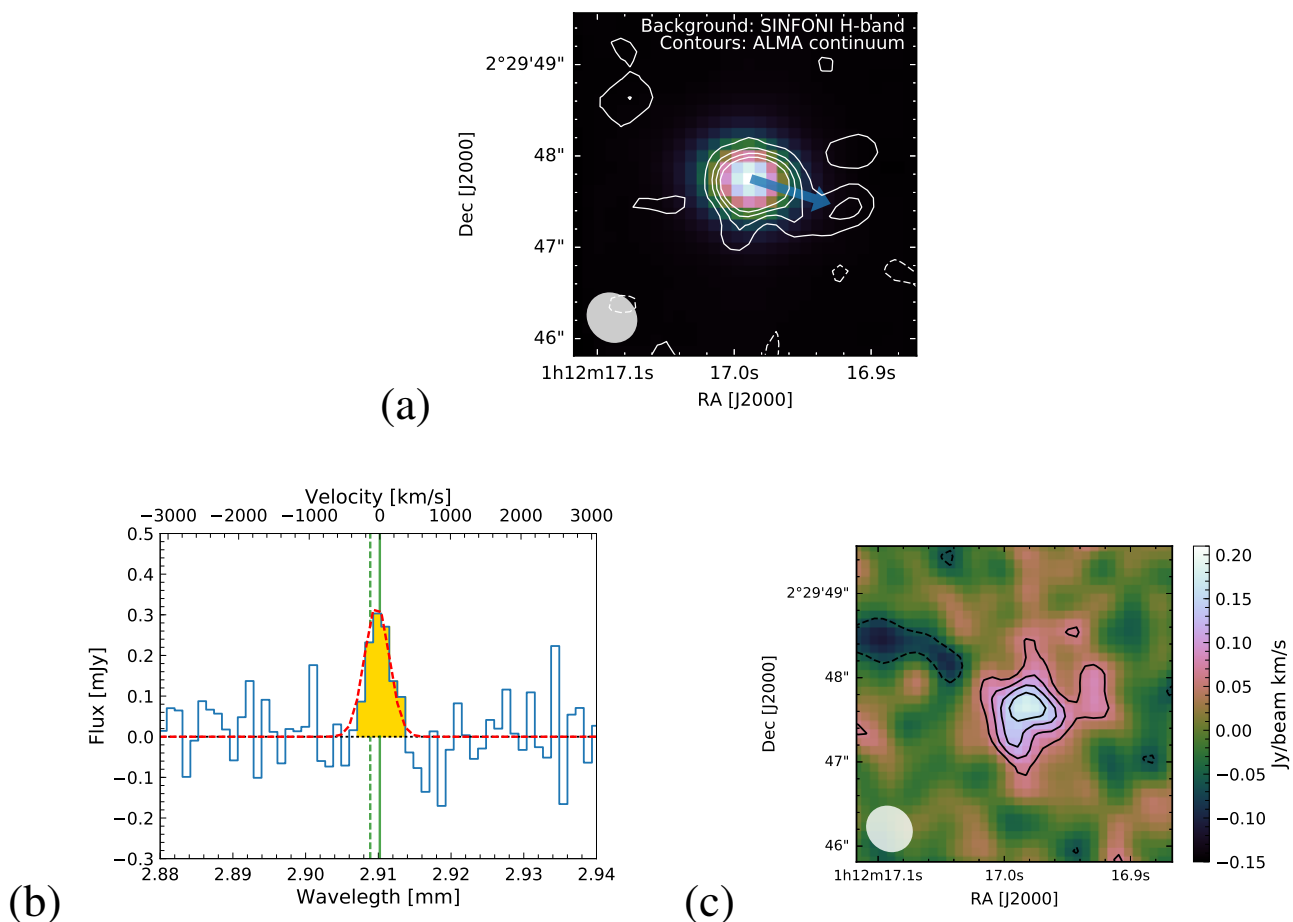 Background: SINFONI H-band
Contours: ALMA continuum
2°29'49"
48"
47"
46"
Dec [J2000]
1h12m17.1s 17.0s 16.9s
RA [J2000]
(a)
Velocity [km/s]
−3000 −2000 −1000 0 1000 2000 3000
0.5
0.4
0.3
0.2
0.1
0.0
−0.1
−0.2
−0.3
Flux [mJy]
2.88 2.89 2.90 2.91 2.92 2.93 2.94
Wavelegth [mm]
(b)
2°29'49"
48"
47"
46"
Dec [J2000]
1h12m17.1s 17.0s 16.9s
RA [J2000]
0.20
0.15
0.10
0.05
0.00
−0.05
−0.10
−0.15
Jy/beam km/s
(c)